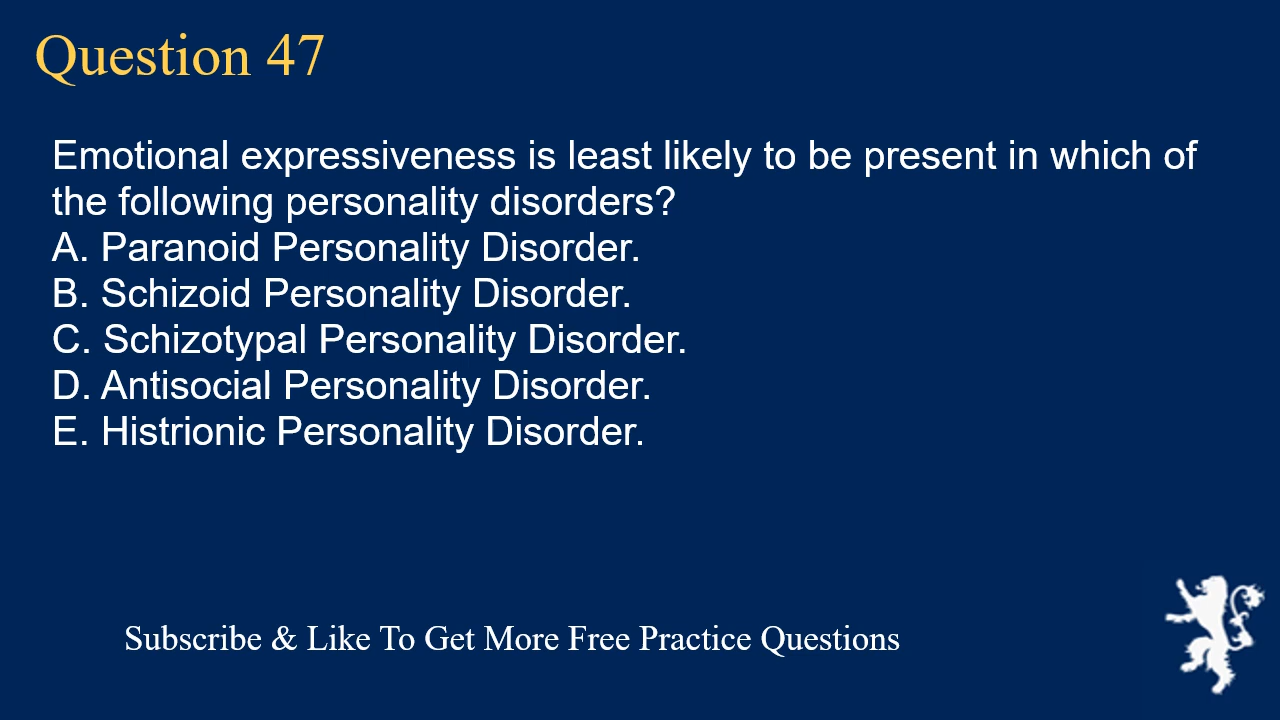 Question 47
Emotional expressiveness is least likely to be present in which of
the following personality disorders?
A. Paranoid Personality Disorder.
B. Schizoid Personality Disorder.
C. Schizotypal Personality Disorder.
D. Antisocial Personality Disorder.
E. Histrionic Personality Disorder.
Subscribe & Like To Get More Free Practice Questions